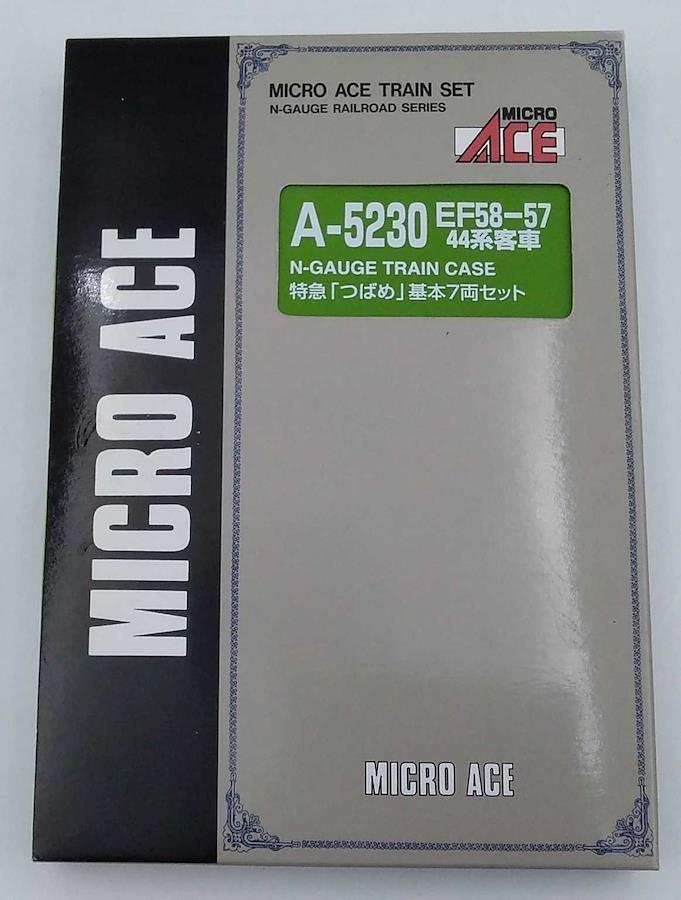 MICRO ACE
MICRO ACE TRAIN SET
N-GAUGE RAILROAD SERIES
MICRO
ACE
A-5230 EF58-57
44系客車
N-GAUGE TRAIN CASE
特急「つばめ」基本7両セット
MICRO ACE